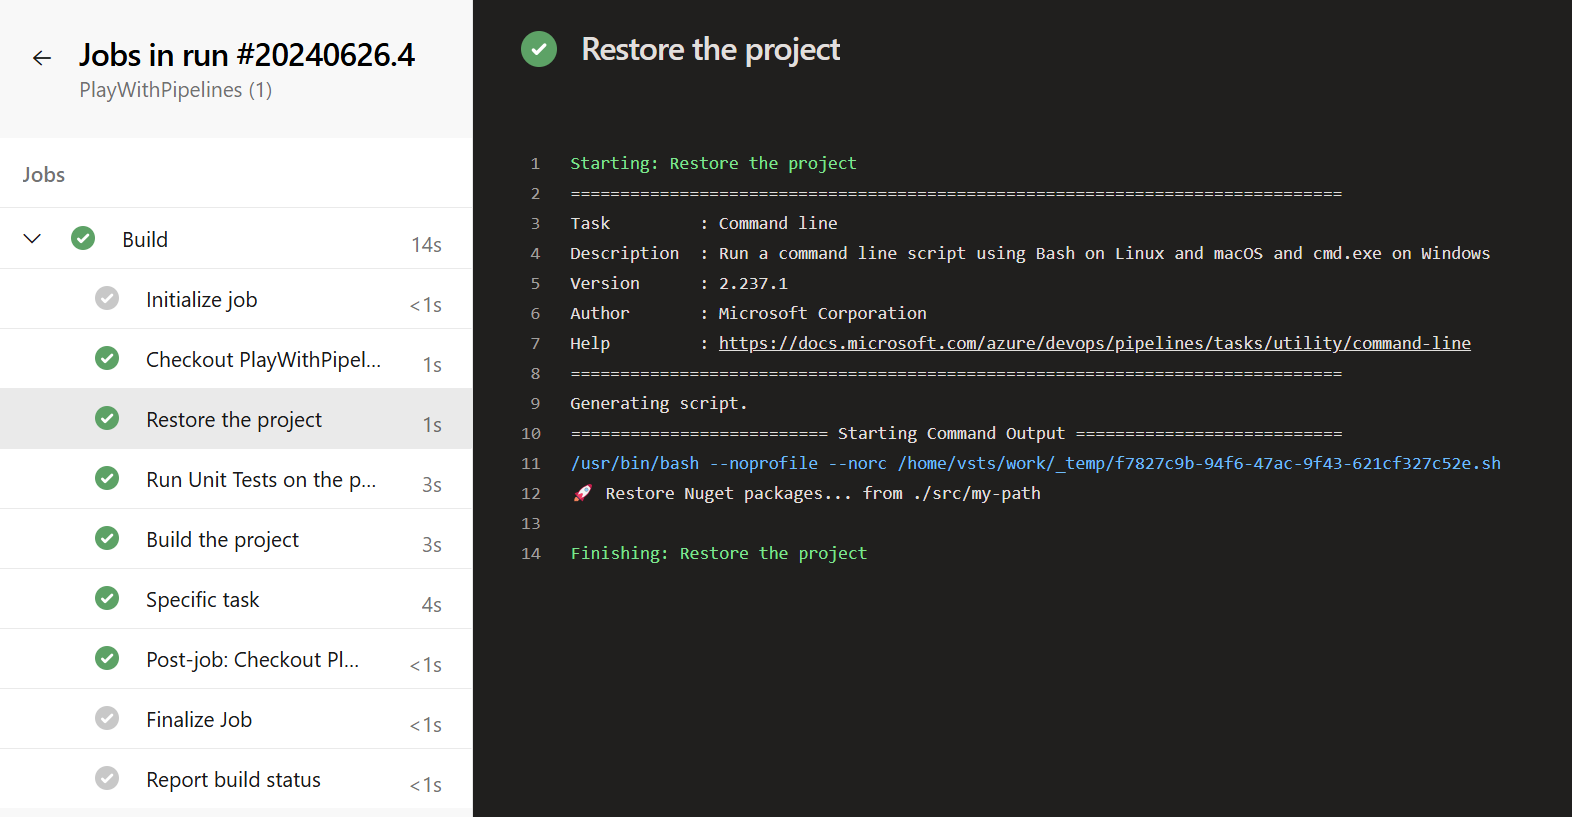 Jobs in run #20240626.4
PlayWithPipelines (1)
Jobs
Build 14s
Initialize job <1s
Checkout PlayWithPipel... 1s
Restore the project 1s
Run Unit Tests on the p... 3s
Build the project 3s
Specific task 4s
Post-job: Checkout Pl... <1s
Finalize Job <1s
Report build status <1s
Restore the project
1 Starting: Restore the project
2 ==============================================================================
3 Task         : Command line
4 Description  : Run a command line script using Bash on Linux and macOS and cmd.exe on Windows
5 Version      : 2.237.1
6 Author       : Microsoft Corporation
7 Help         : https://docs.microsoft.com/azure/devops/pipelines/tasks/utility/command-line
8 ==============================================================================
9 Generating script.
10 ========================== Starting Command Output ===========================
11 /usr/bin/bash --noprofile --norc /home/vsts/work/_temp/f7827c9b-94f6-47ac-9f43-621cf327c52e.sh
12 🚀 Restore Nuget packages... from ./src/my-path
13
14 Finishing: Restore the project